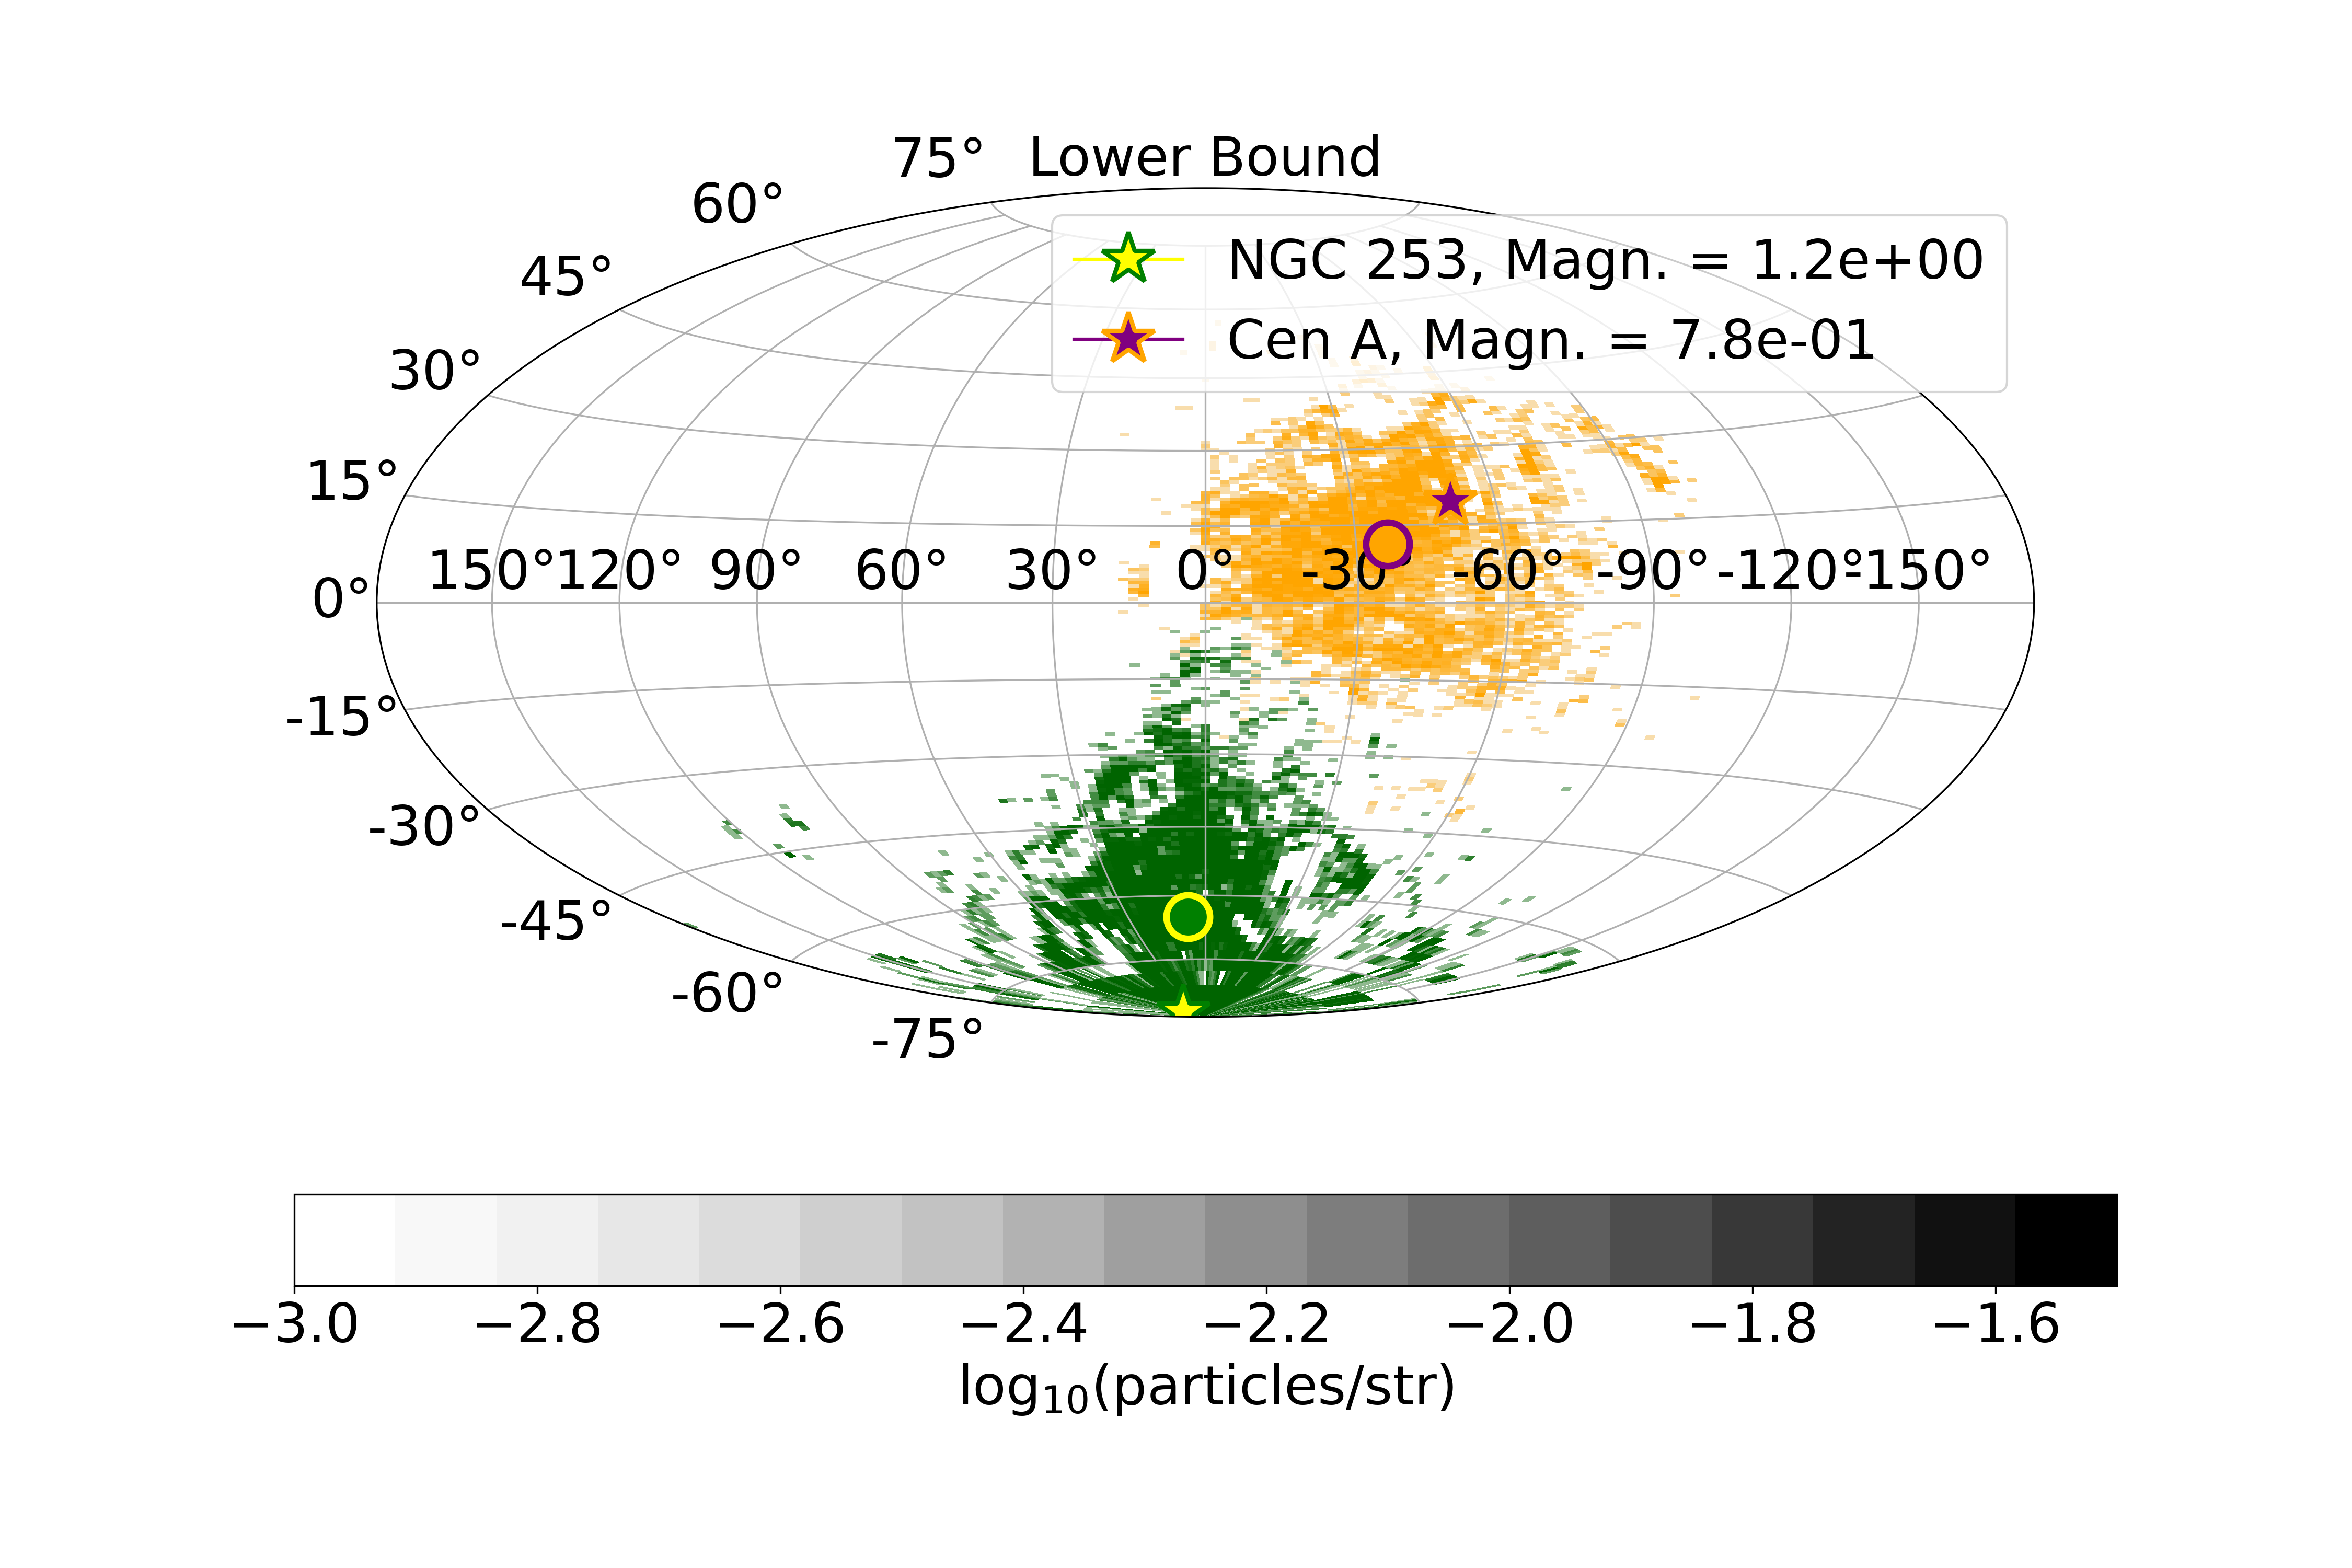 75° Lower Bound
60°
NGC 253, Magn. = 1.2e+00
45°
Cen A, Magn. = 7.8e-01
30°
15°
150° 120° 90° 60° 30° 0° -30° -60° -90° -120° -150°
0°
-15°
-30°
-45°
-60°
-75°
−3.0 −2.8 −2.6 −2.4 −2.2 −2.0 −1.8 −1.6
log₁₀(particles/str)